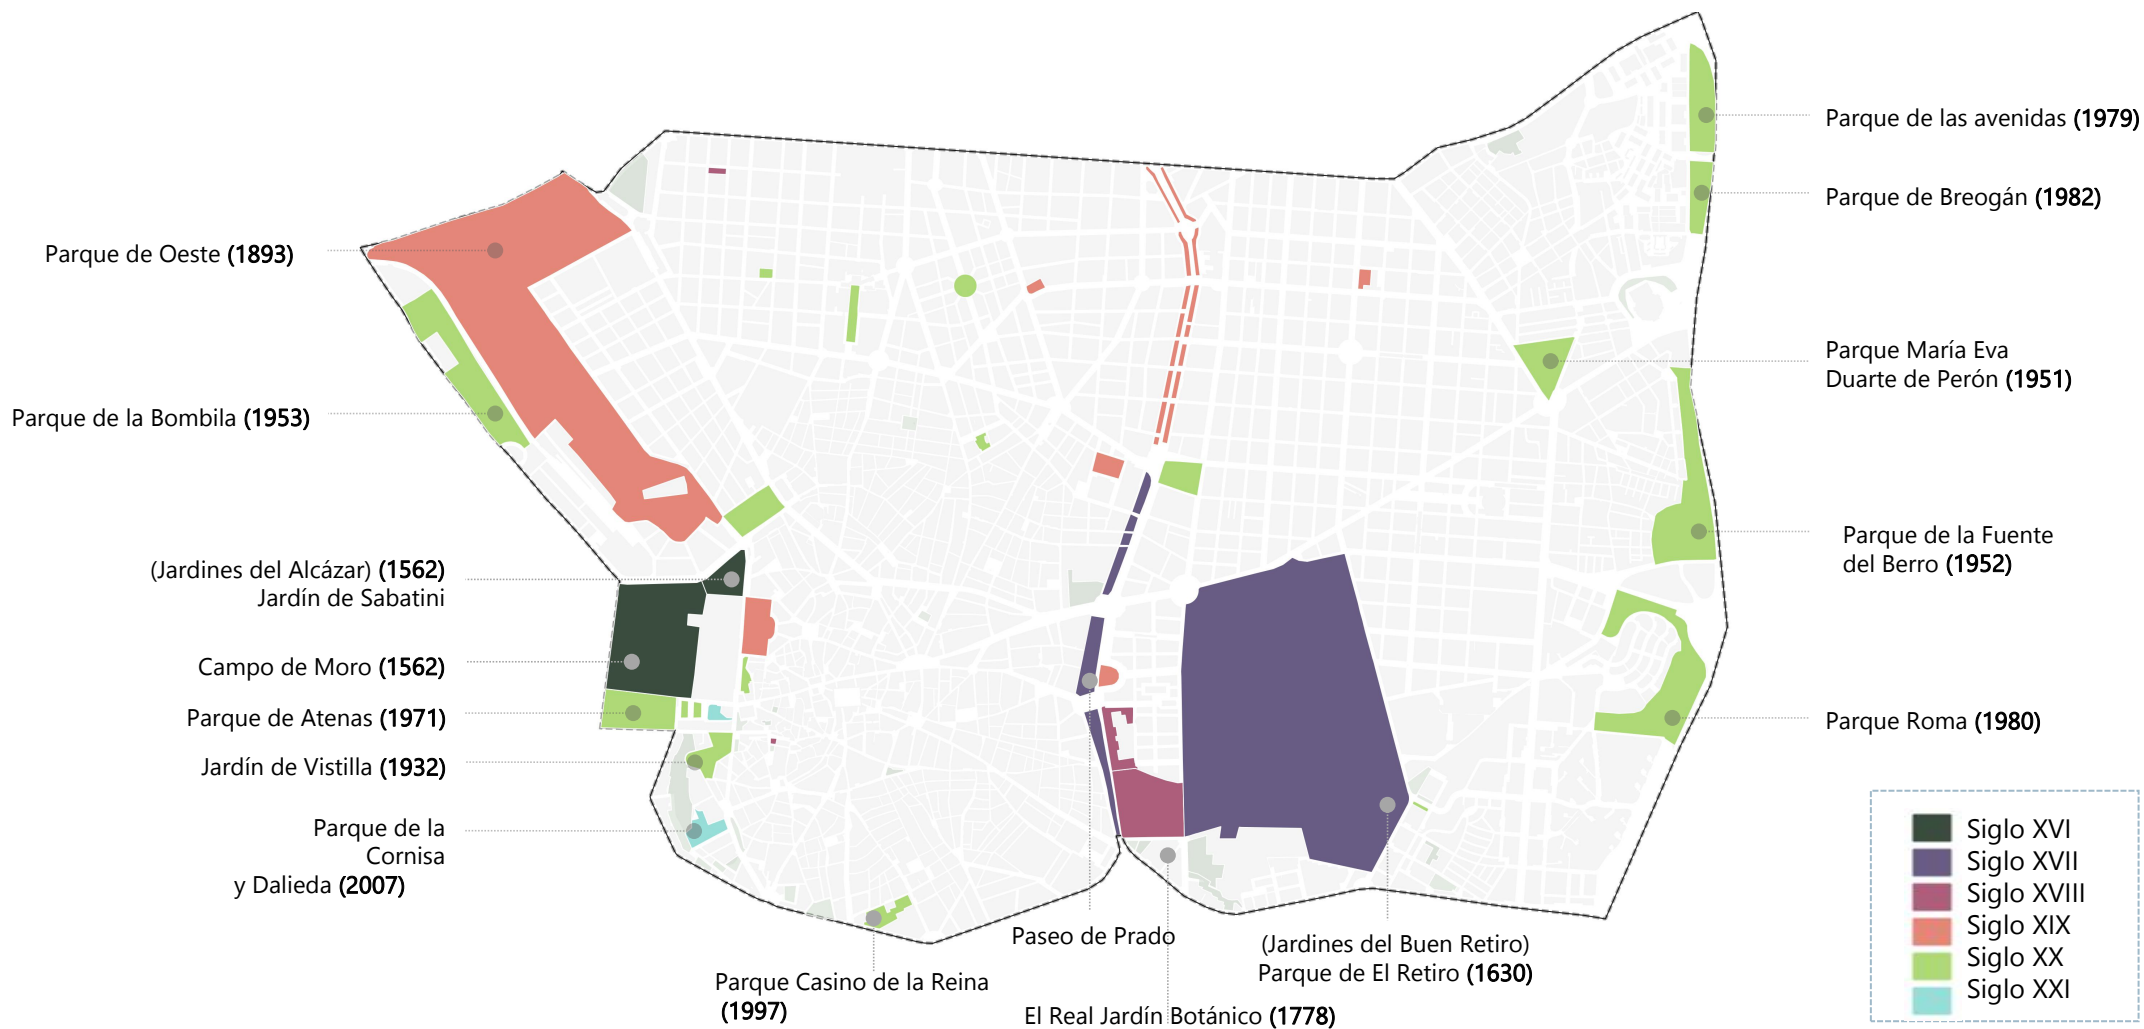 Parque de Oeste (1893)
Parque de la Bombila (1953)
(Jardines del Alcázar) (1562)
Jardín de Sabatini
Campo de Moro (1562)
Parque de Atenas (1971)
Jardín de Vistilla (1932)
Parque de la
Cornisa
y Dalieda (2007)
Parque Casino de la Reina
(1997)
Paseo de Prado
El Real Jardín Botánico (1778)
(Jardines del Buen Retiro)
Parque de El Retiro (1630)
Parque de las avenidas (1979)
Parque de Breogán (1982)
Parque María Eva
Duarte de Perón (1951)
Parque de la Fuente
del Berro (1952)
Parque Roma (1980)
Siglo XVI
Siglo XVII
Siglo XVIII
Siglo XIX
Siglo XX
Siglo XXI